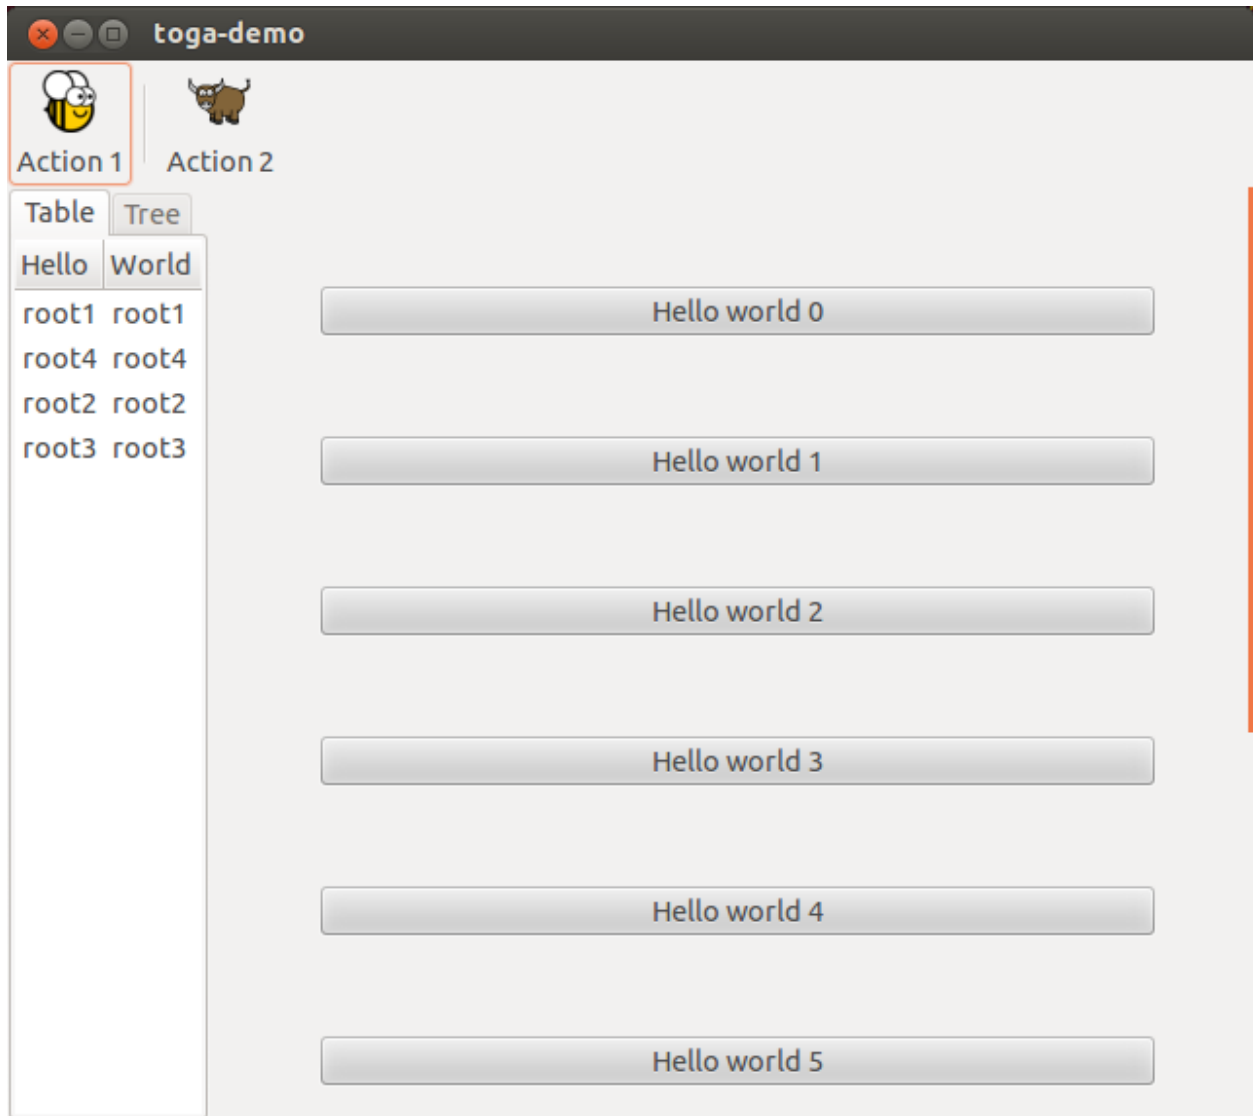 toga-demo
Action 1 Action 2
Table Tree
Hello World
root1 root1
root4 root4
root2 root2
root3 root3
Hello world 0
Hello world 1
Hello world 2
Hello world 3
Hello world 4
Hello world 5